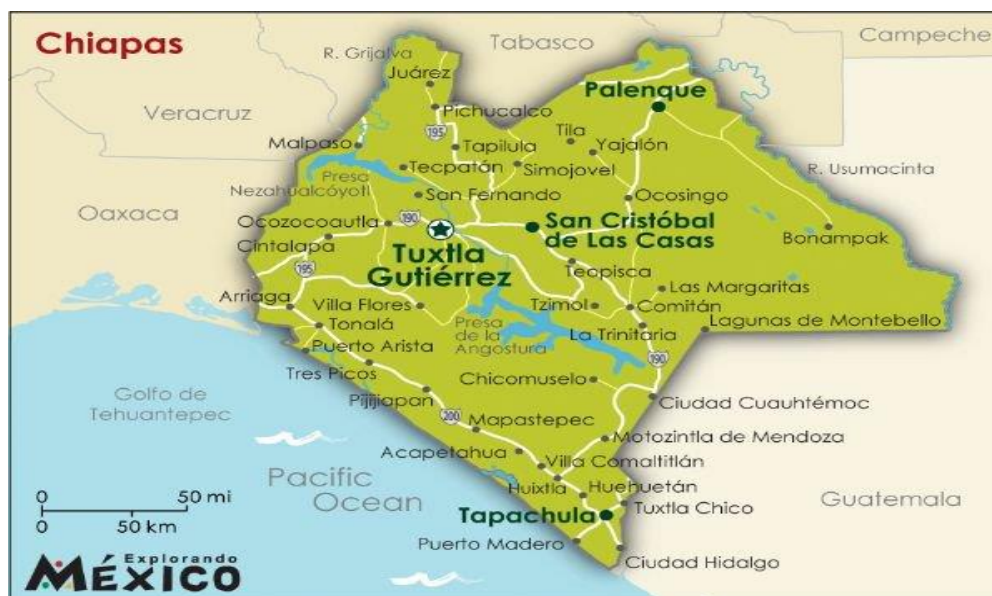 Chiapas
Tabasco
Campeche
R. Grijalva
Juárez
Veracruz
Pichucalco
Palenque
195
Malpaso
Tapilula
Tila
Yajalón
Tecpatán
Simojovel
R. Usumacinta
Presa
Nezahualcóyotl
San Fernando
Ocosingo
Oaxaca
Ocozocoautla
190
San Cristóbal
de Las Casas
Bonampak
Cintalapa
Tuxtla
Gutiérrez
195
Teopisca
Las Margaritas
Arriaga
Villa Flores
Tzimol
Comitán
Tonalá
Presa
de la
Angostura
La Trinitaria
Lagunas de Montebello
Puerto Arista
190
Tres Picos
Chicomuselo
Golfo de
Tehuantepec
Pijijiapan
Ciudad Cuauhtémoc
200
Mapastepec
Motozintla de Mendoza
Acapetahua
Villa Comaltitlán
Pacific
Ocean
Huixtla
Huehuetán
Guatemala
0 50 mi
Tapachula
Tuxtla Chico
0 50 km
Puerto Madero
Ciudad Hidalgo
Explorando
MÉXICO